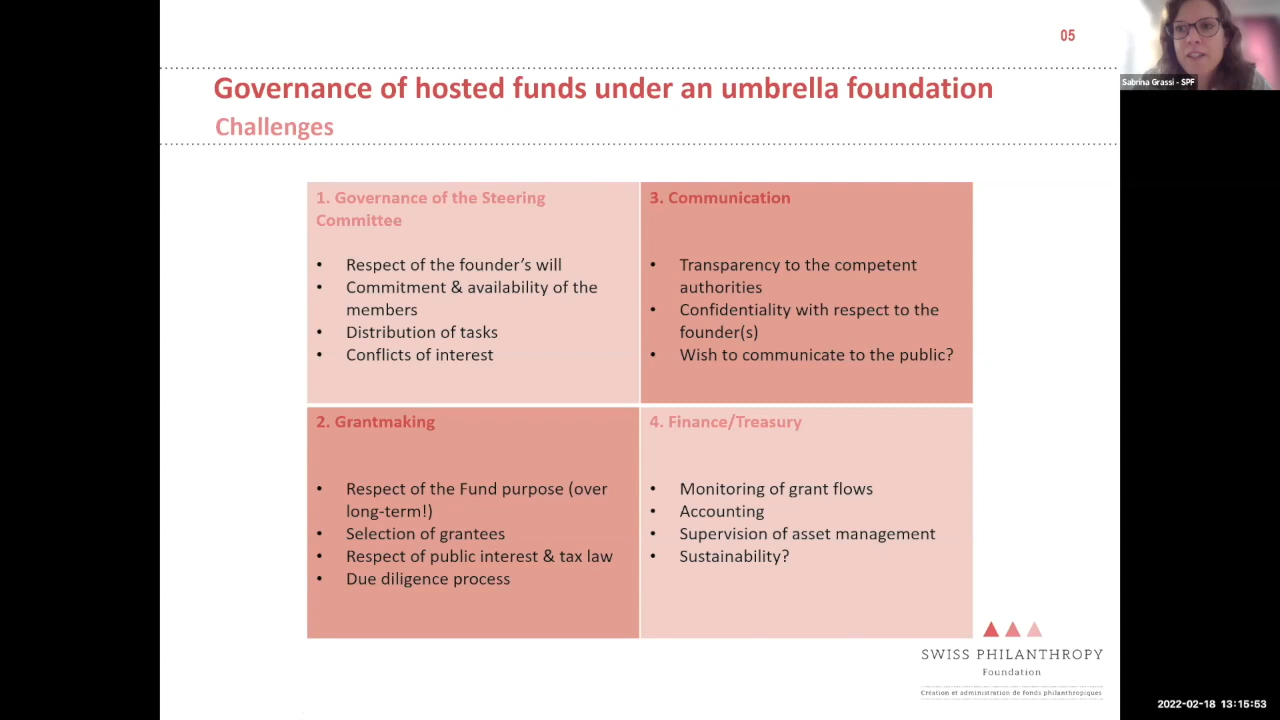 05
Sabrina Grassi - SPF
Governance of hosted funds under an umbrella foundation
Challenges
1. Governance of the Steering
Committee
• Respect of the founder’s will
• Commitment & availability of the
members
• Distribution of tasks
• Conflicts of interest
3. Communication
• Transparency to the competent
authorities
• Confidentiality with respect to the
founder(s)
• Wish to communicate to the public?
2. Grantmaking
• Respect of the Fund purpose (over
long-term!)
• Selection of grantees
• Respect of public interest & tax law
• Due diligence process
4. Finance/Treasury
• Monitoring of grant flows
• Accounting
• Supervision of asset management
• Sustainability?
SWISS PHILANTHROPY
Foundation
Création et administration de fonds philanthropiques
2022-02-18 13:15:53